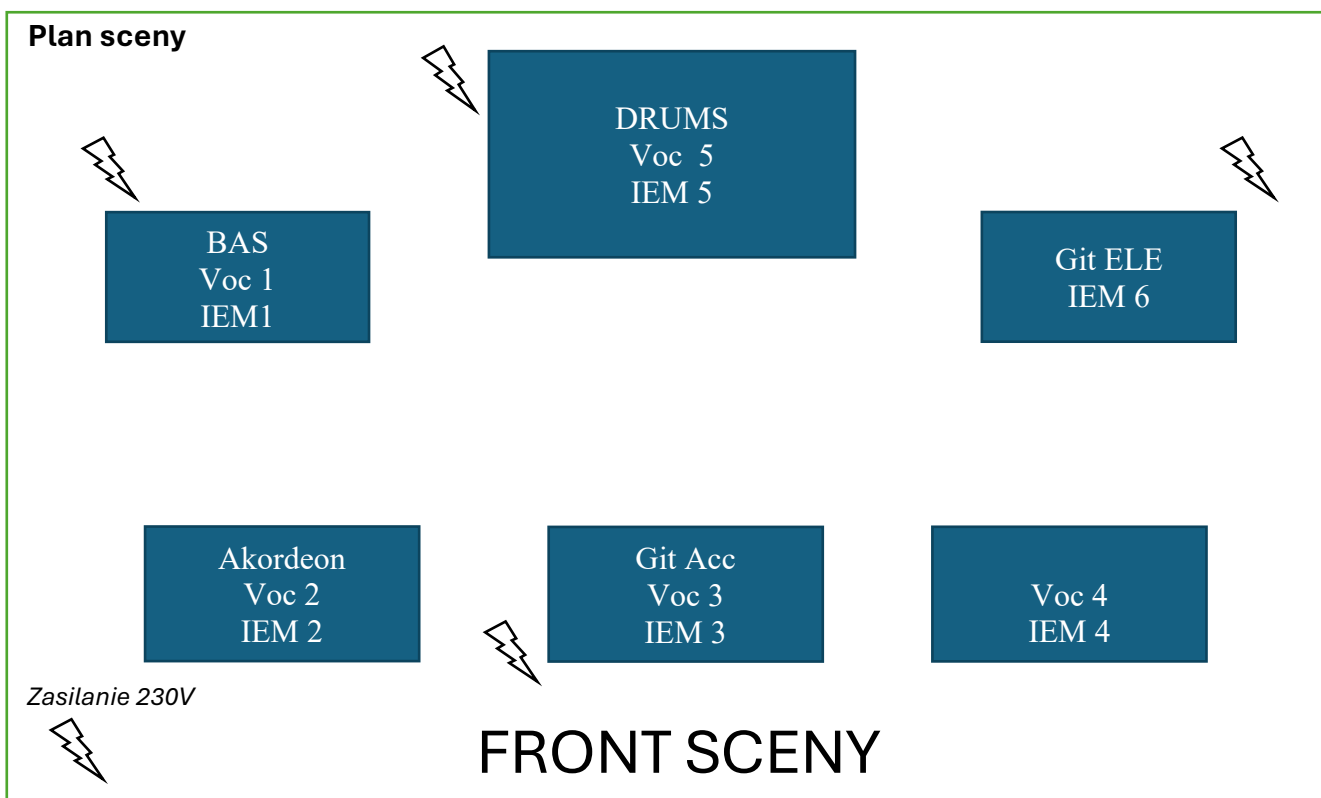 Plan sceny
DRUMS
Voc  5
IEM 5
BAS
Voc 1
IEM1
Git ELE
IEM 6
Akordeon
Voc 2
IEM 2
Git Acc
Voc 3
IEM 3
Voc 4
IEM 4
Zasilanie 230V
FRONT SCENY